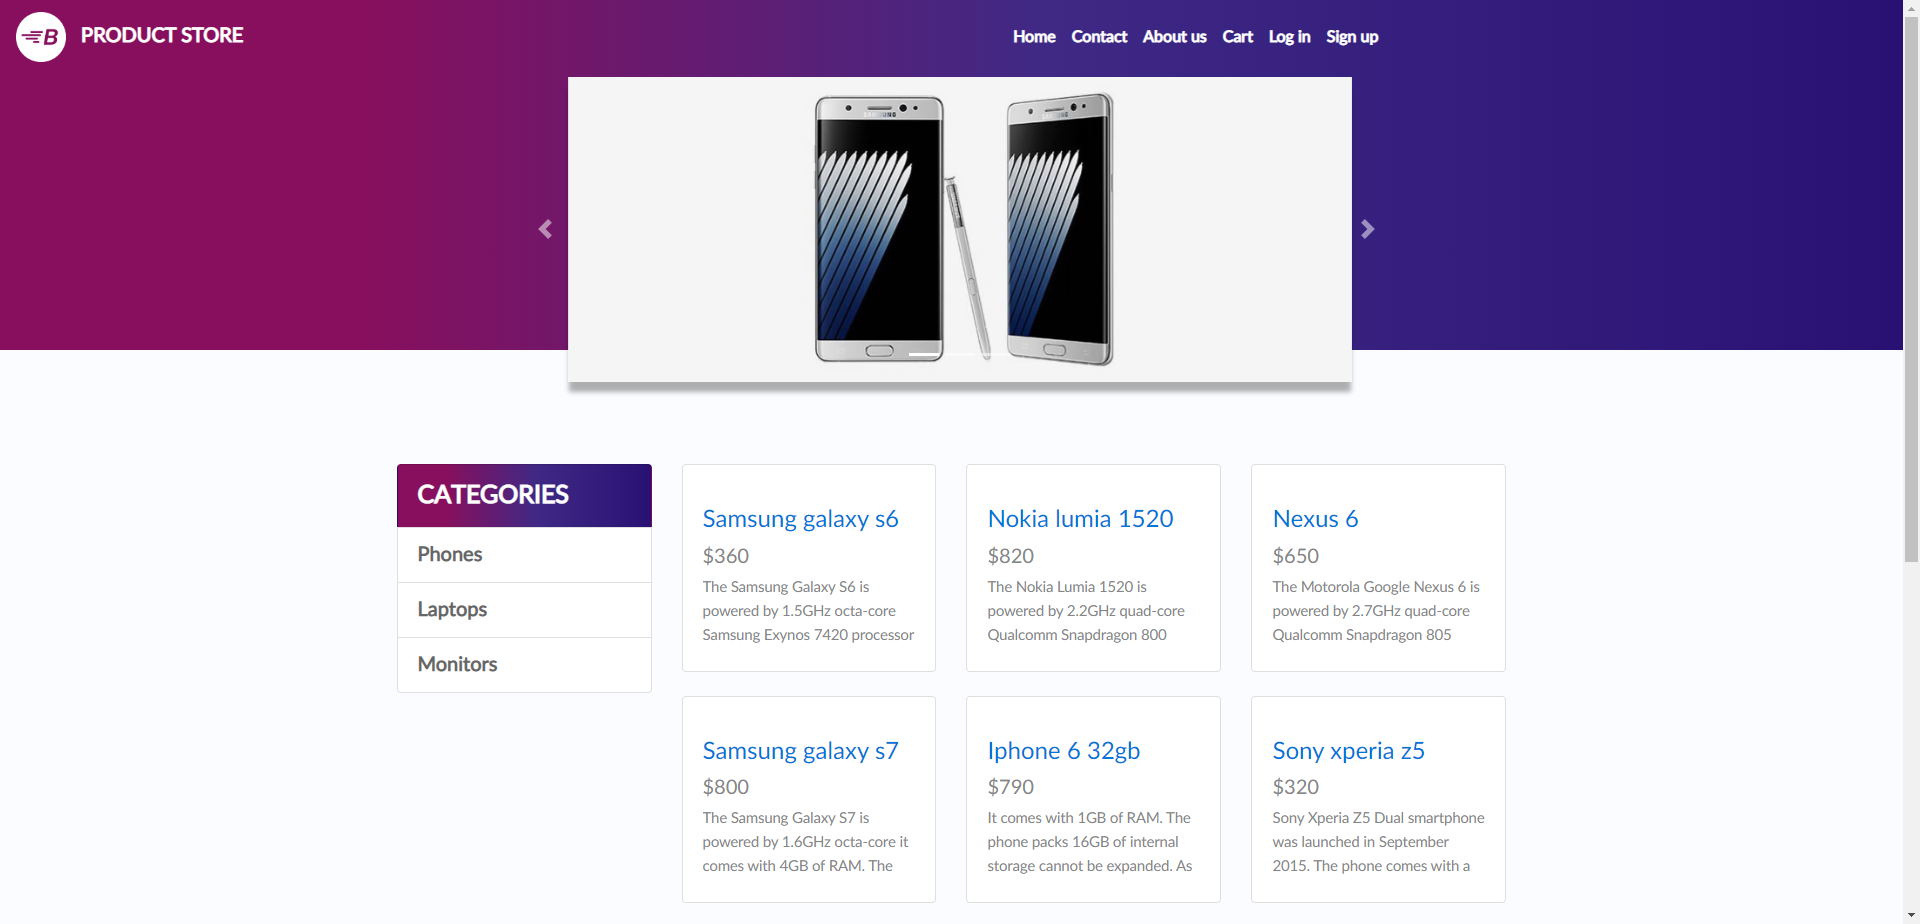 B PRODUCT STORE
Home Contact About us Cart Log in Sign up
SAMSUNG
SAMSUNG
CATEGORIES
Phones
Laptops
Monitors
Samsung galaxy s6
$360
The Samsung Galaxy S6 is
powered by 1.5GHz octa-core
Samsung Exynos 7420 processor
Nokia lumia 1520
$820
The Nokia Lumia 1520 is
powered by 2.2GHz quad-core
Qualcomm Snapdragon 800
Nexus 6
$650
The Motorola Google Nexus 6 is
powered by 2.7GHz quad-core
Qualcomm Snapdragon 805
Samsung galaxy s7
$800
The Samsung Galaxy S7 is
powered by 1.6GHz octa-core it
comes with 4GB of RAM. The
Iphone 6 32gb
$790
It comes with 1GB of RAM. The
phone packs 16GB of internal
storage cannot be expanded. As
Sony xperia z5
$320
Sony Xperia Z5 Dual smartphone
was launched in September
2015. The phone comes with a